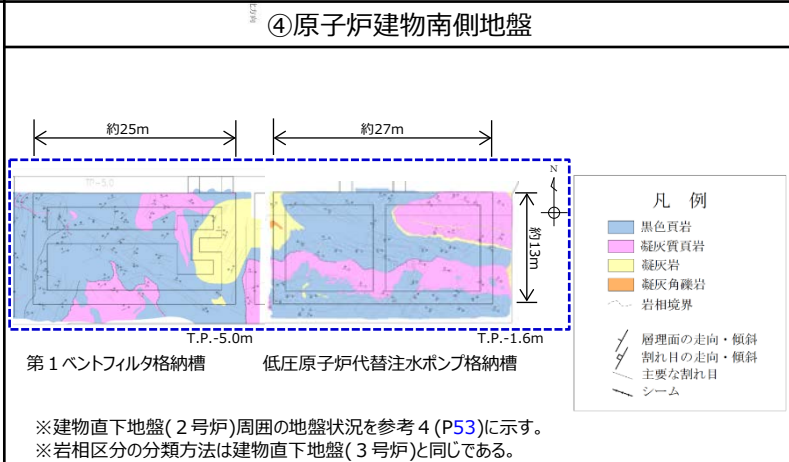 ④原子炉建物南側地盤
約25m
約27m
N
約13m
凡 例
黒色頁岩
凝灰質頁岩
凝灰岩
凝灰角礫岩
岩相境界
層理面の走向・傾斜
割れ目の走向・傾斜
主要な割れ目
シーム
T.P.-5.0m
T.P.-1.6m
第１ベントフィルタ格納槽
低圧原子炉代替注水ポンプ格納槽
※建物直下地盤(２号炉)周囲の地盤状況を参考４(P53)に示す。
※岩相区分の分類方法は建物直下地盤(３号炉)と同じである。